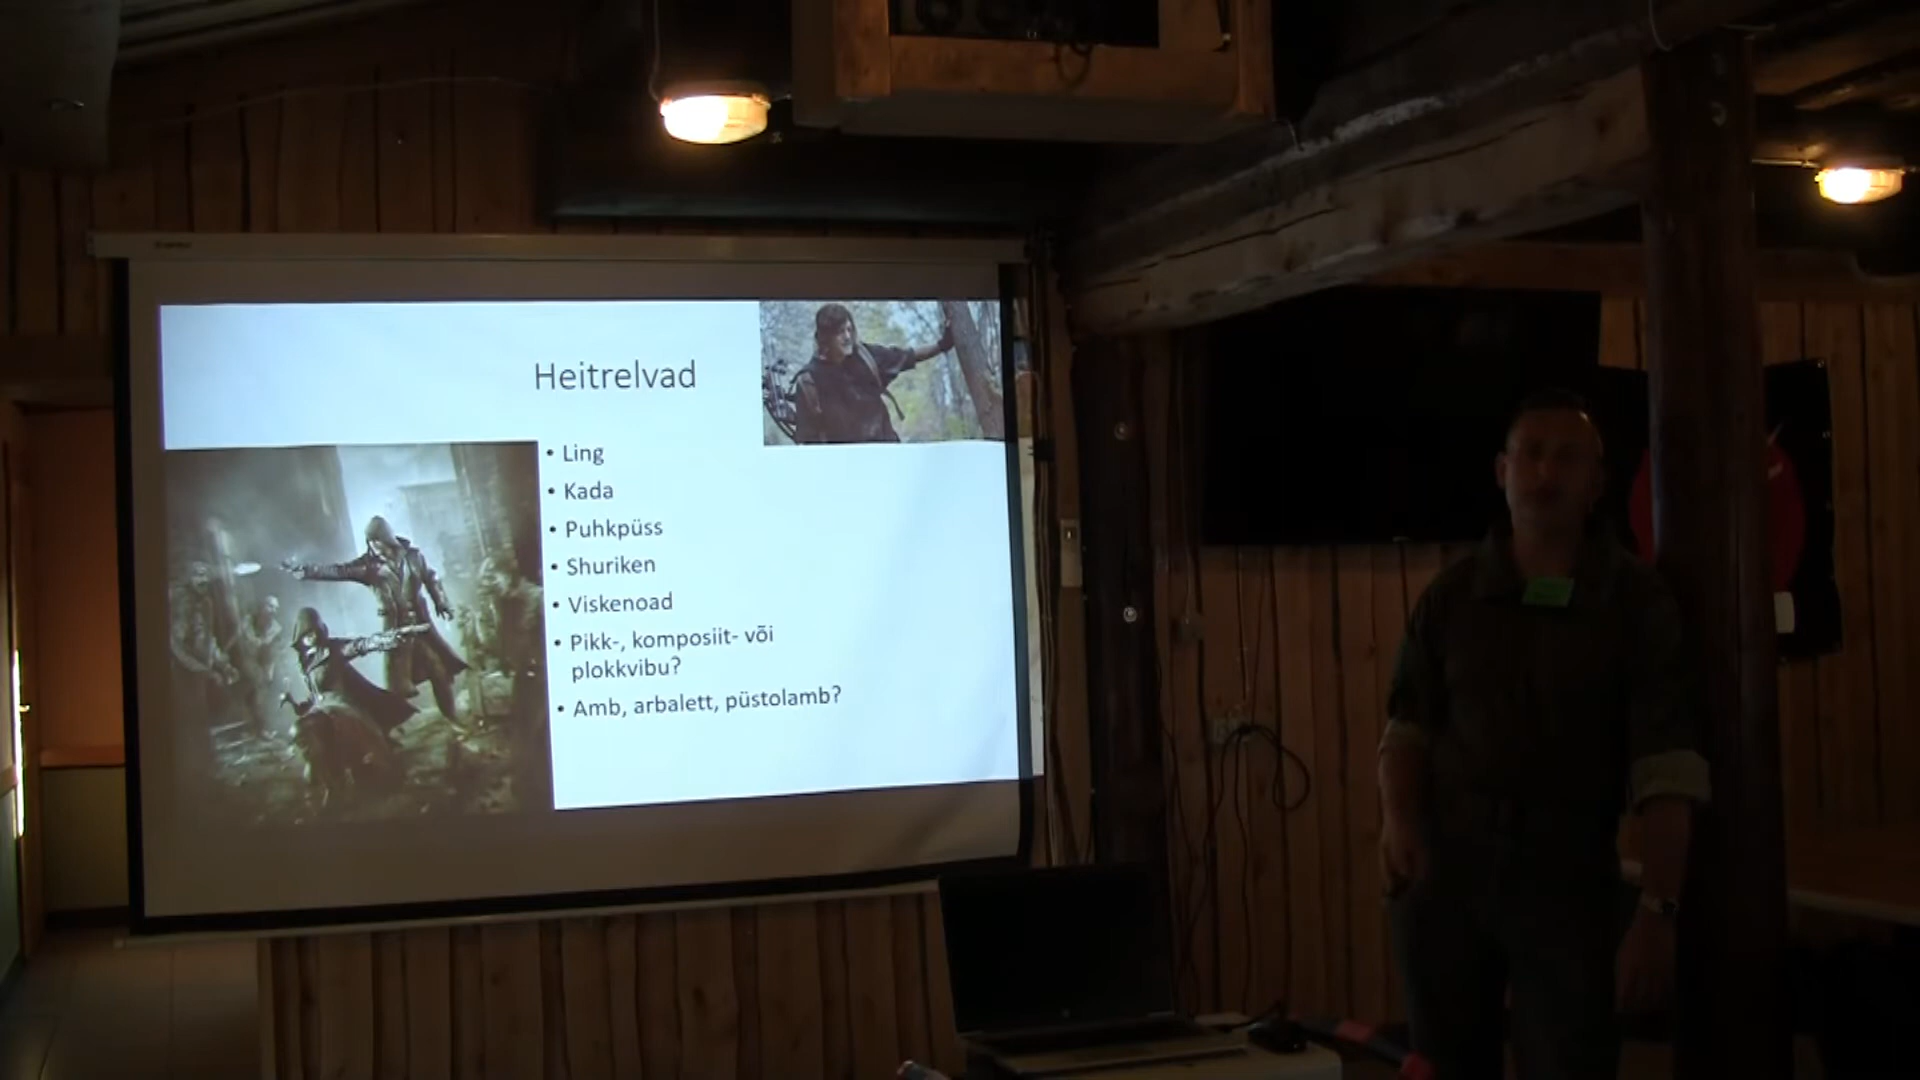 Heitrelvad
• Ling
• Kada
• Puhkpüss
• Shuriken
• Viskenoad
• Pikk-, komposiit- või
plokkvibu?
• Amb, arbalett, püstolamb?